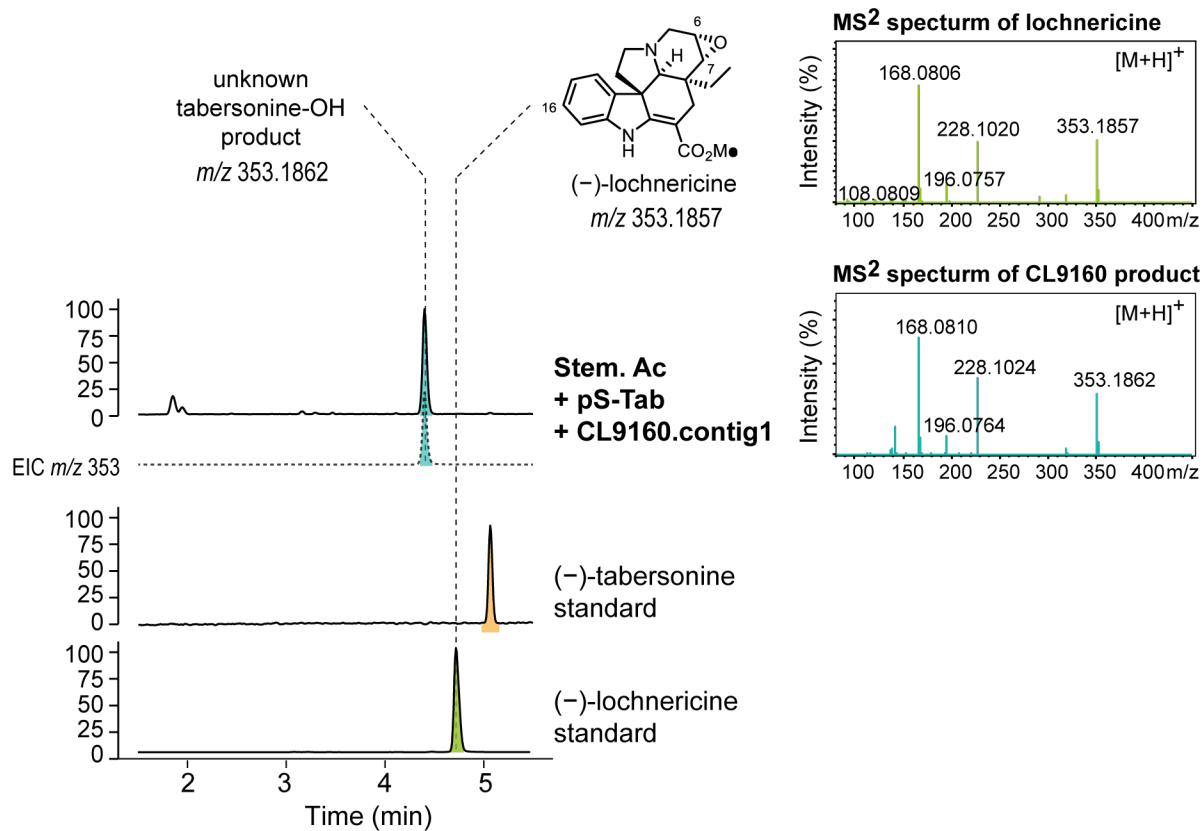 unknown
tabersonine-OH
product
m/z 353.1862
6
N
H
O
7
16
N
H
CO2M●
(−)-lochnericine
m/z 353.1857
MS2 specturm of lochnericine
[M+H]+
Intensity (%)
168.0806
228.1020
353.1857
108.0809
196.0757
100 150 200 250 300 350 400m/z
MS2 specturm of CL9160 product
[M+H]+
Intensity (%)
168.0810
228.1024
353.1862
196.0764
100 150 200 250 300 350 400m/z
100
75
50
25
0
Stem. Ac
+ pS-Tab
+ CL9160.contig1
EIC m/z 353
100
75
50
25
0
(−)-tabersonine
standard
100
75
50
25
0
(−)-lochnericine
standard
2 3 4 5
Time (min)